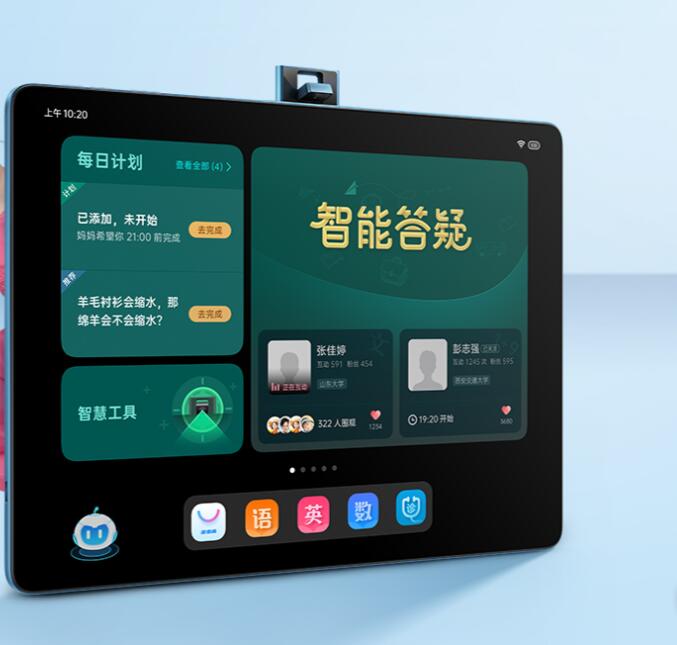 上午10:20
每日计划
查看全部 (4) >
计划
已添加，未开始
妈妈希望你 21:00 前完成
去完成
推荐
羊毛衬衫会缩水，那
绵羊会不会缩水？
去完成
智慧工具
智能答疑
张佳婷
互动 591 粉丝 454
山东大学
正在互动
322 人围观
1234
彭志强
互动 1245 次 粉丝 595
西安交通大学
19:20 开始
3680
语
英
数
诊